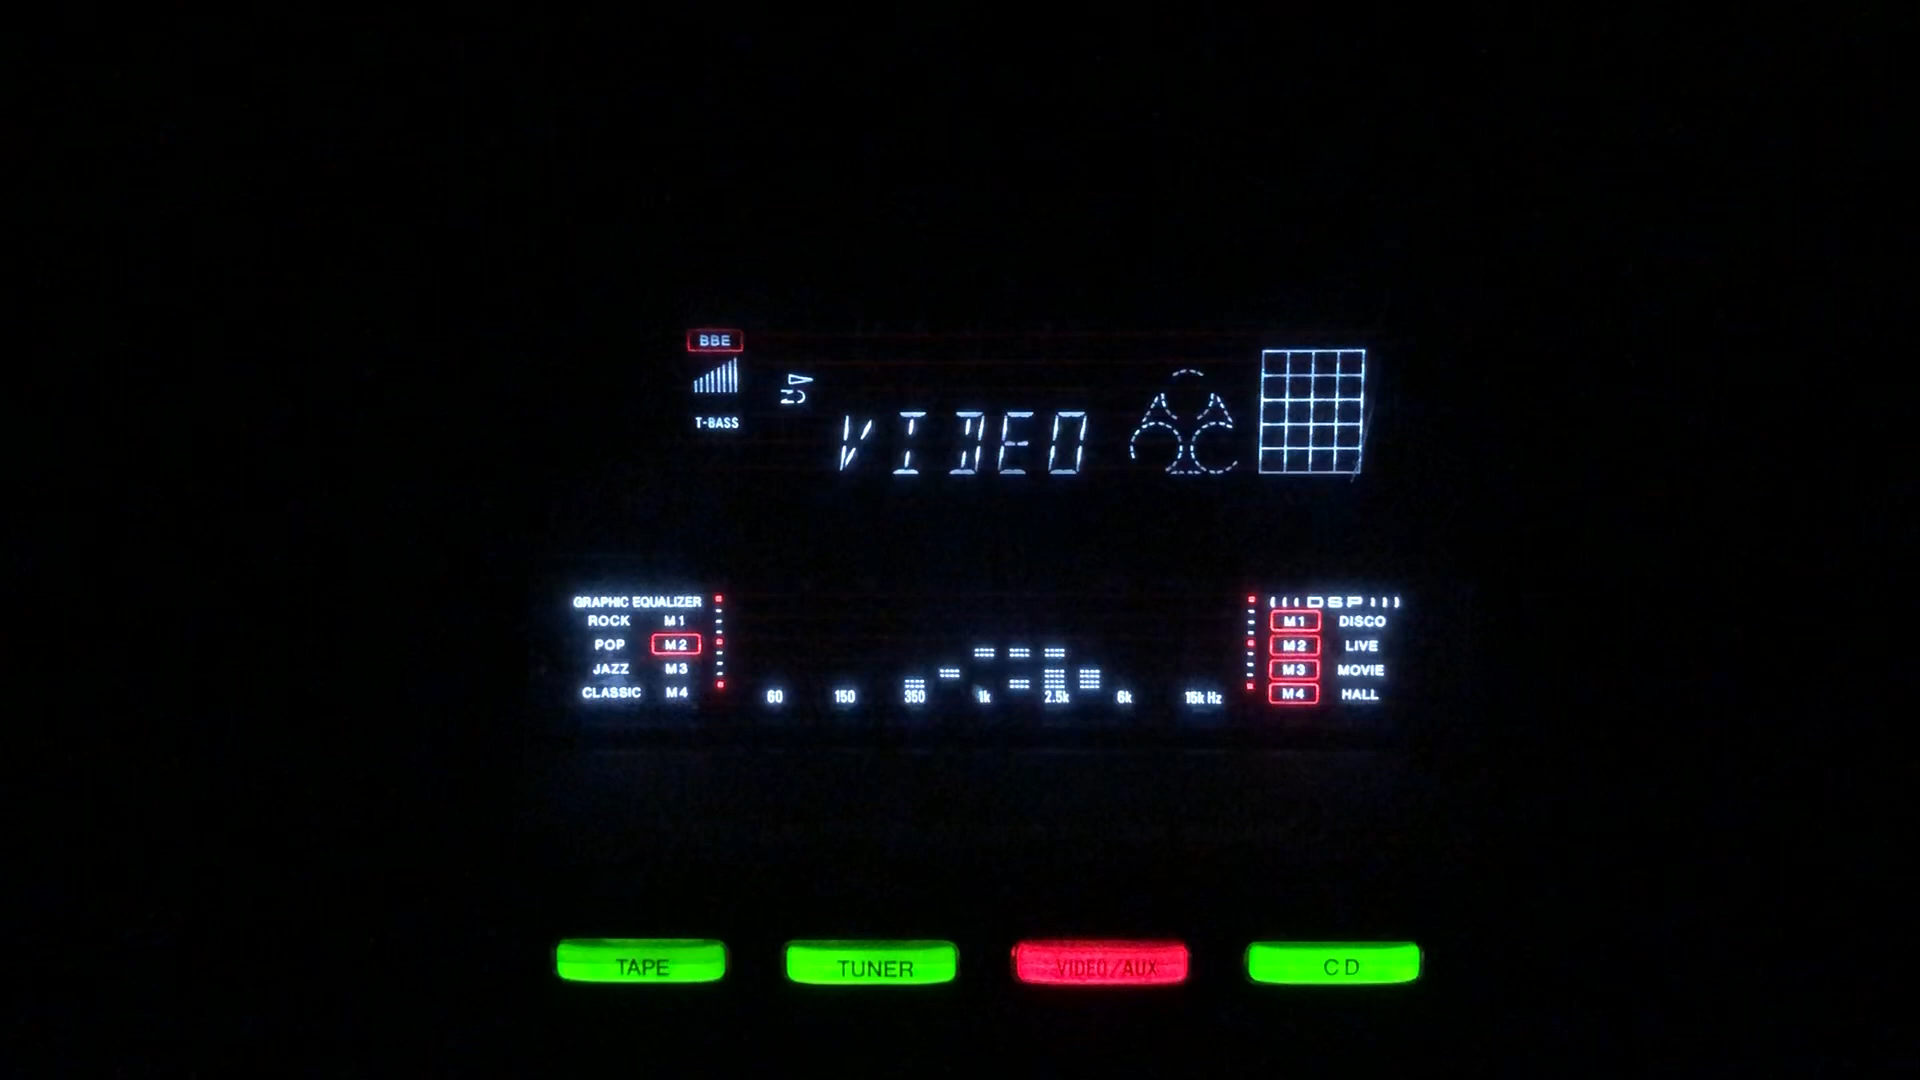 BBE
T-BASS
VIDEO
GRAPHIC EQUALIZER
ROCK M1
POP M2
JAZZ M3
CLASSIC M4
60 150 350 1k 2.5k 6k 15k Hz
DSP
M1 DISCO
M2 LIVE
M3 MOVIE
M4 HALL
TAPE TUNER VIDEO/AUX CD